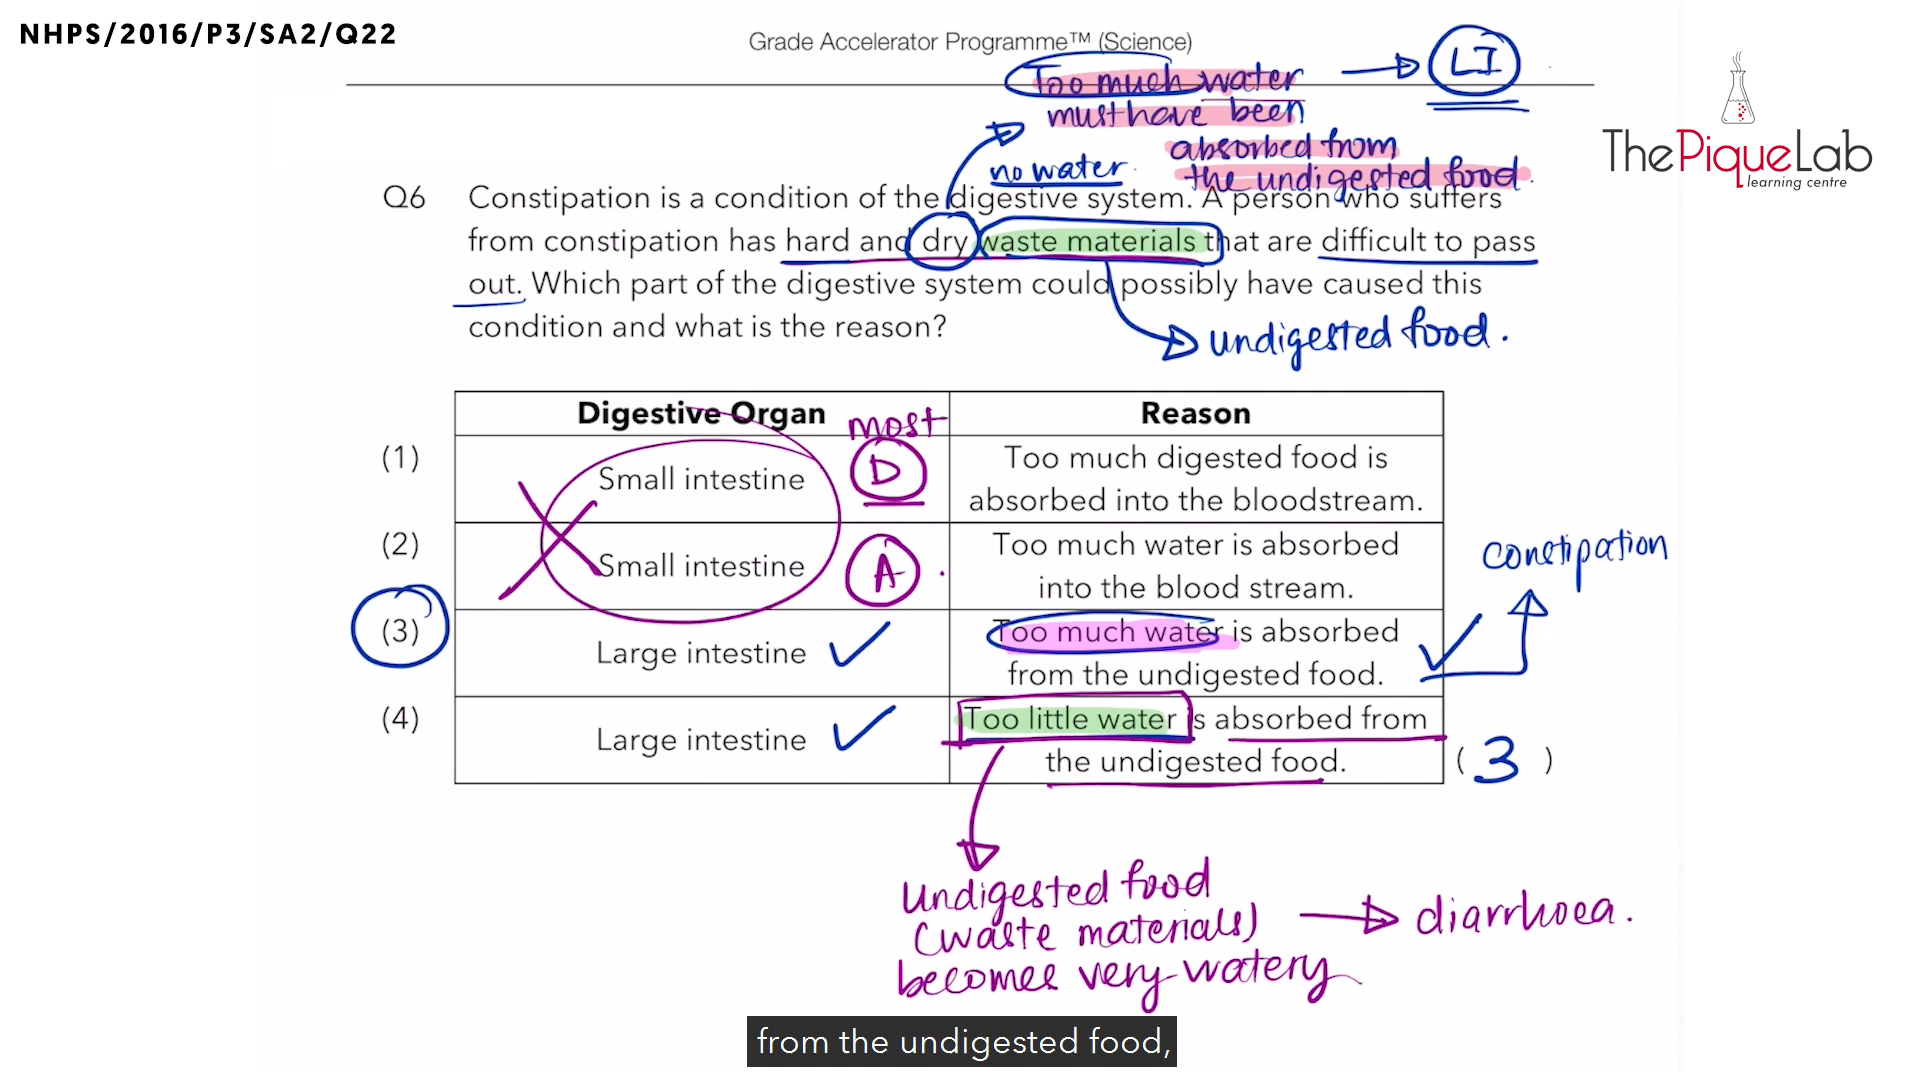 NHPS/2016/P3/SA2/Q22
Grade Accelerator Programme™ (Science)
Too much water
LI
must have been
absorbed from
the undigested food.
ThePiqueLab
learning centre
no water.
Q6 Constipation is a condition of the digestive system. A person who suffers
from constipation has hard and dry waste materials that are difficult to pass
out. Which part of the digestive system could possibly have caused this
condition and what is the reason?
undigested food.
Digestive Organ
Reason
most
(1) Small intestine
D
Too much digested food is
absorbed into the bloodstream.
(2) Small intestine
A
Too much water is absorbed
into the blood stream.
constipation
(3) Large intestine
Too much water is absorbed
from the undigested food.
(4) Large intestine
Too little water is absorbed from
the undigested food.
( 3 )
Undigested food
(waste materials)
becomes very watery
diarrhoea.
from the undigested food,